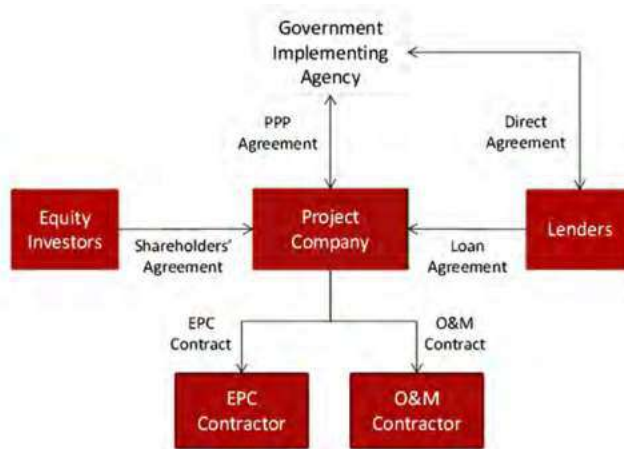 Government
Implementing
Agency
PPP
Agreement
Direct
Agreement
Equity
Investors
Shareholders'
Agreement
Project
Company
Loan
Agreement
Lenders
EPC
Contract
O&M
Contract
EPC
Contractor
O&M
Contractor